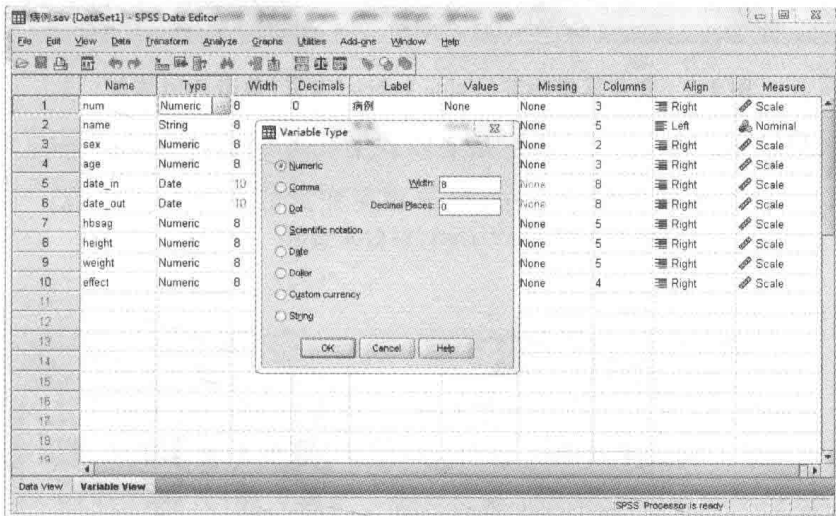 病例.sav [DataSet1] - SPSS Data Editor
File Edit View Data Transform Analyze Graphs Utilities Add-ons Window Help
Name Type Width Decimals Label Values Missing Columns Align Measure
1 num Numeric 8 0 病例 None None 3 Right Scale
2 name String 8 None 5 Left Nominal
3 sex Numeric 8 None 2 Right Scale
4 age Numeric 8 None 3 Right Scale
5 date_in Date 10 None 8 Right Scale
6 date_out Date 10 None 8 Right Scale
7 hbsag Numeric 8 None 5 Right Scale
8 height Numeric 8 None 5 Right Scale
9 weight Numeric 8 None 5 Right Scale
10 effect Numeric 8 None 4 Right Scale
11
12
13
14
15
16
17
18
19
Variable Type
Numeric
Comma
Width: 8
Dot
Decimal Places: 0
Scientific notation
Date
Dollar
Custom currency
String
OK Cancel Help
Data View Variable View
SPSS Processor is ready